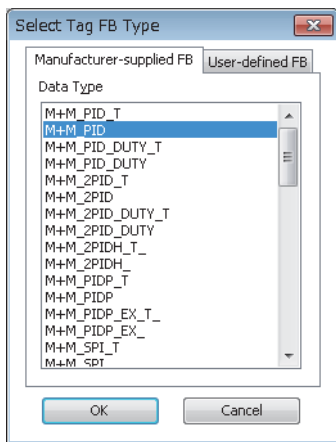 Select Tag FB Type
Manufacturer-supplied FB
User-defined FB
Data Type
M+M_PID_T
M+M_PID
M+M_PID_DUTY_T
M+M_PID_DUTY
M+M_2PID_T
M+M_2PID
M+M_2PID_DUTY_T
M+M_2PID_DUTY
M+M_2PIDH_T_
M+M_2PIDH_
M+M_PIDP_T
M+M_PIDP
M+M_PIDP_EX_T_
M+M_PIDP_EX_
M+M_SPI_T
M+M_SPI
OK
Cancel